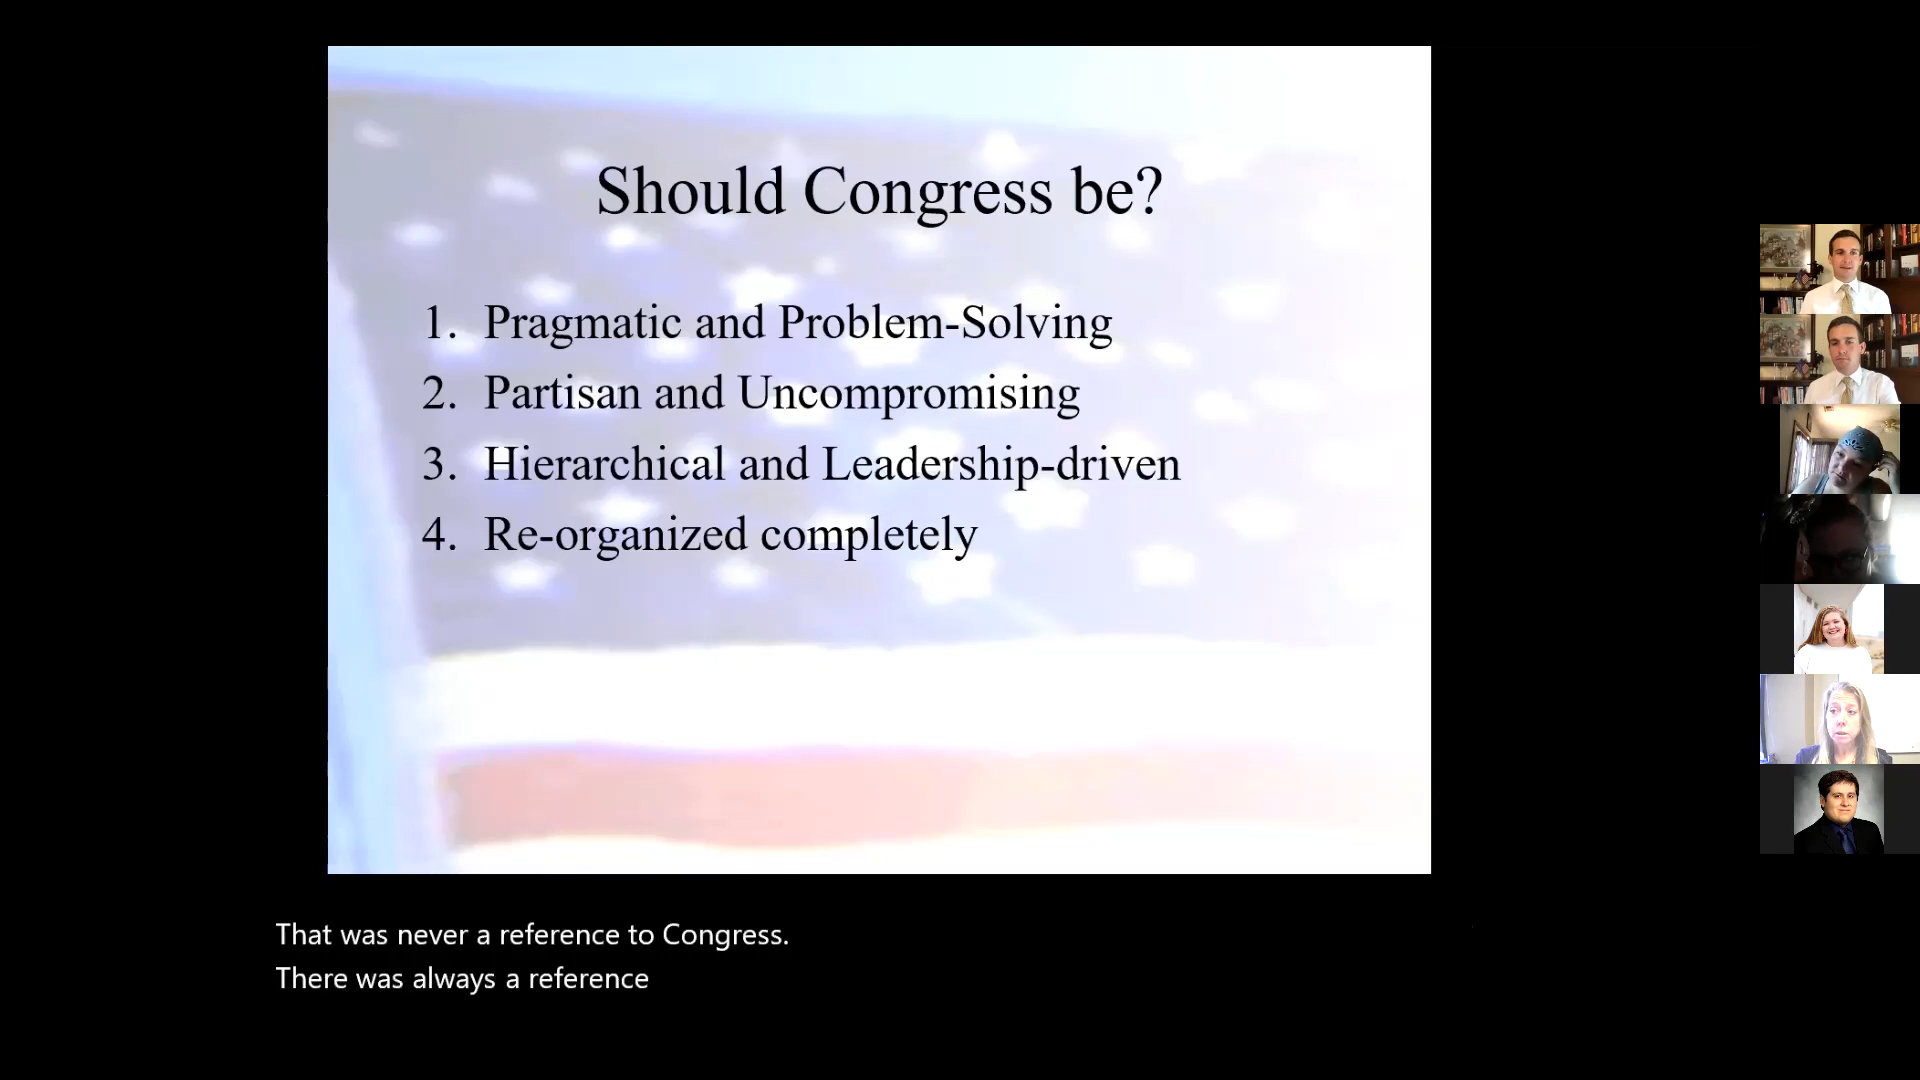 Should Congress be?
1. Pragmatic and Problem-Solving
2. Partisan and Uncompromising
3. Hierarchical and Leadership-driven
4. Re-organized completely
That was never a reference to Congress.
There was always a reference